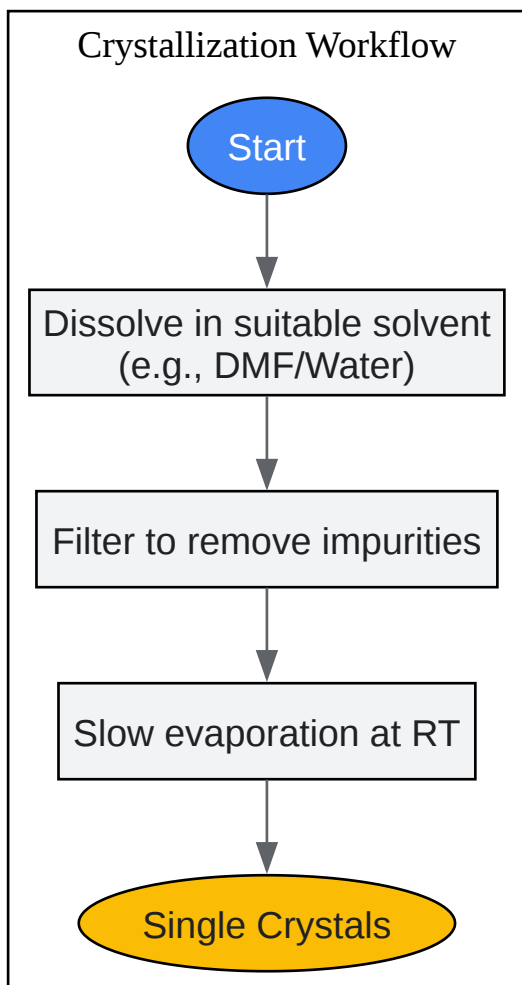 Crystallization Workflow
Start
Dissolve in suitable solvent
(e.g., DMF/Water)
Filter to remove impurities
Slow evaporation at RT
Single Crystals